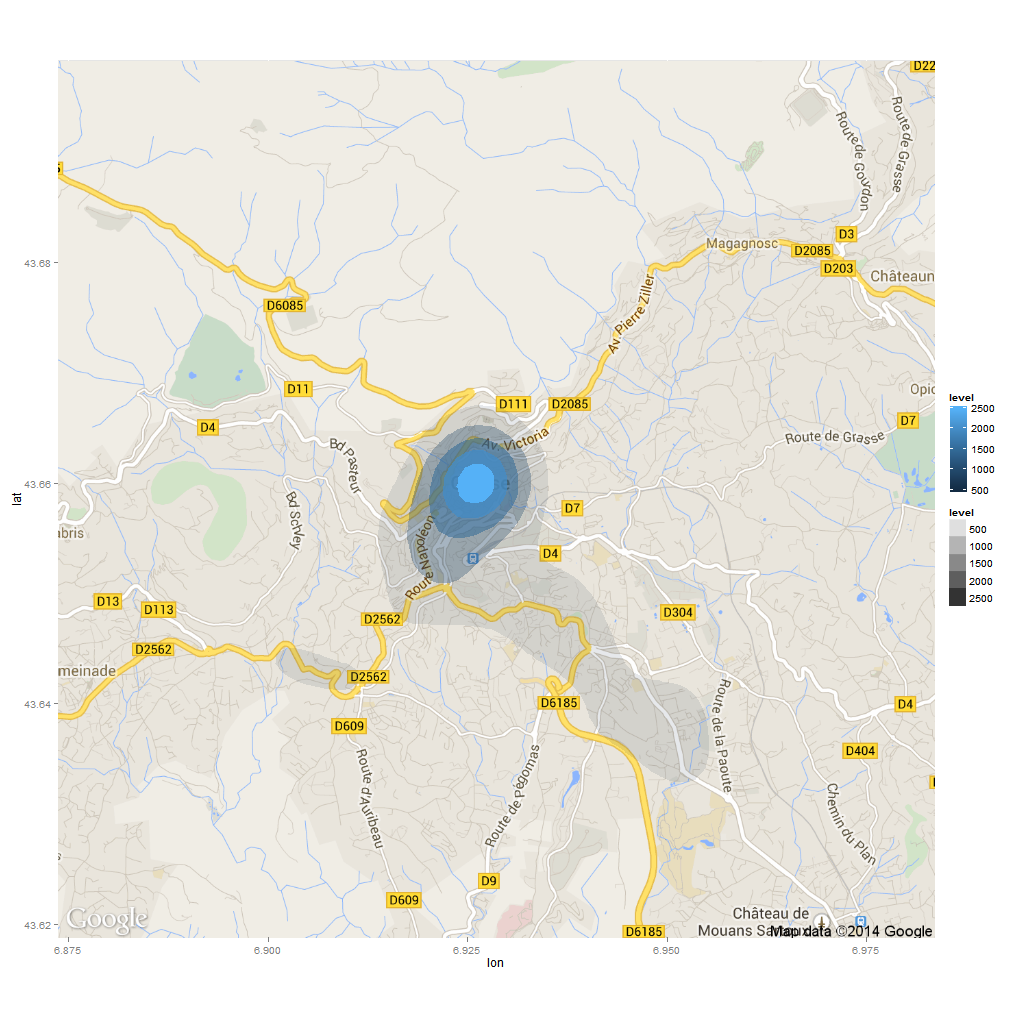 D22
Route de Gourdon
Route de Grasse
43.68
D3
Magagnosc
D2085
D203
Châteaun
D6085
Av. Pierre Ziller
D11
D111
D2085
Opio
D4
D7
Av. Victoria
Route de Grasse
Bd Pasteur
level
2500
2000
1500
1000
500
43.66
lat
Bd Schley
D7
abris
Route Napoléon
D4
level
500
1000
1500
2000
2500
D13
D113
D2562
D304
D2562
meinade
D2562
43.64
D6185
D4
D609
Route de la Paoute
D404
Route d'Auribeau
Route de Pégomas
Chemin du Plan
D9
D609
43.62
Google
D6185
Château de
Mouans Sartoux
Map data ©2014 Google
6.875
6.900
6.925
6.950
6.975
lon